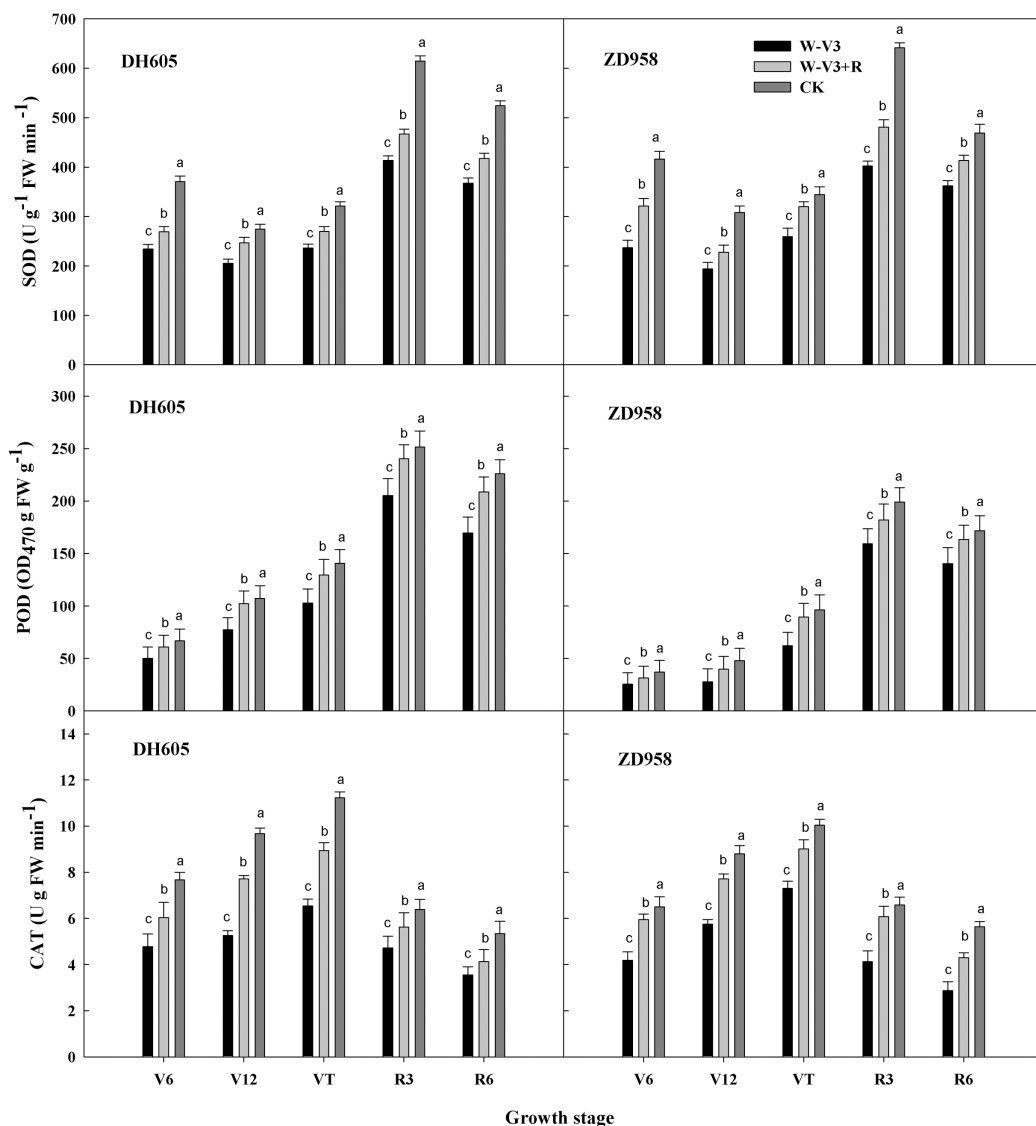 DH605
ZD958
W-V3
W-V3+R
CK
SOD (U g-1 FW min-1)
700
600
500
400
300
200
100
0
c b a c b a c b a c b a c b a
c b a c b a c b a c b a c b a
DH605
ZD958
POD (OD470 g FW g-1)
300
250
200
150
100
50
0
c b a c b a c b a c b a c b a
c b a c b a c b a c b a c b a
DH605
ZD958
CAT (U g FW min-1)
14
12
10
8
6
4
2
0
c b a c b a c b a c b a c b a
c b a c b a c b a c b a c b a
V6 V12 VT R3 R6
V6 V12 VT R3 R6
Growth stage